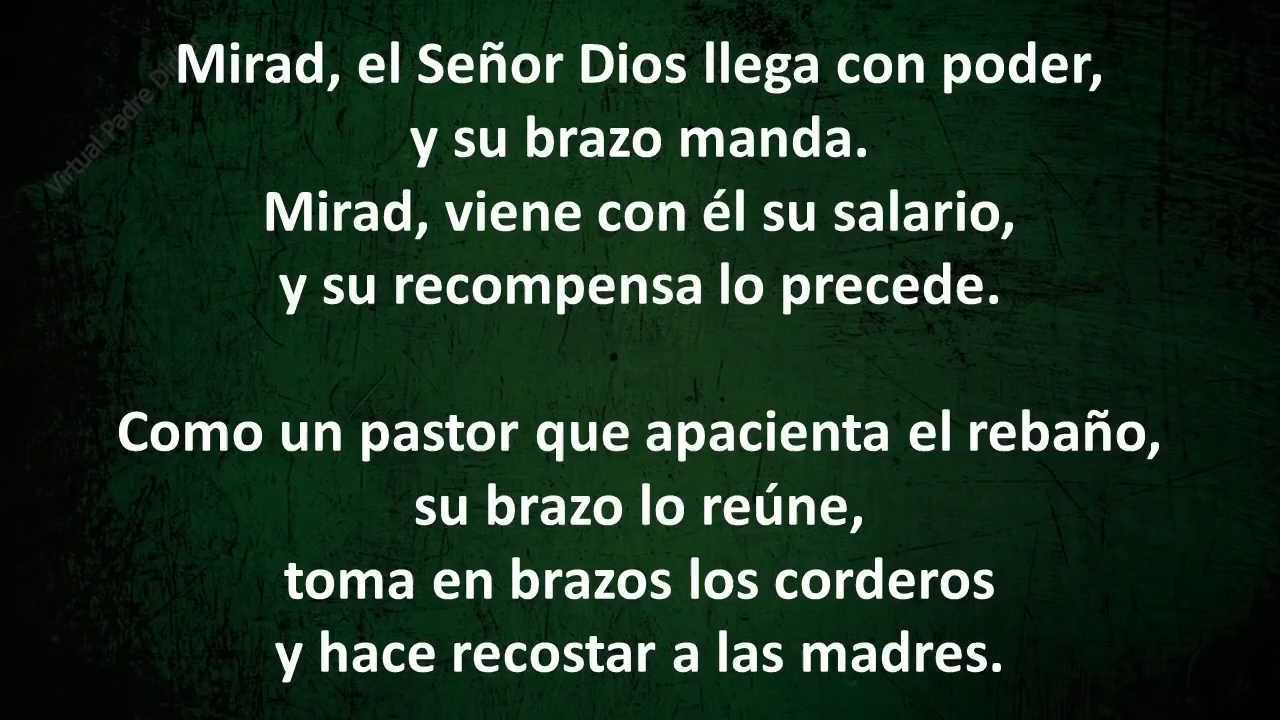 Mirad, el Señor Dios llega con poder,
y su brazo manda.
Mirad, viene con él su salario,
y su recompensa lo precede.
Como un pastor que apacienta el rebaño,
su brazo lo reúne,
toma en brazos los corderos
y hace recostar a las madres.
Virtual Padre